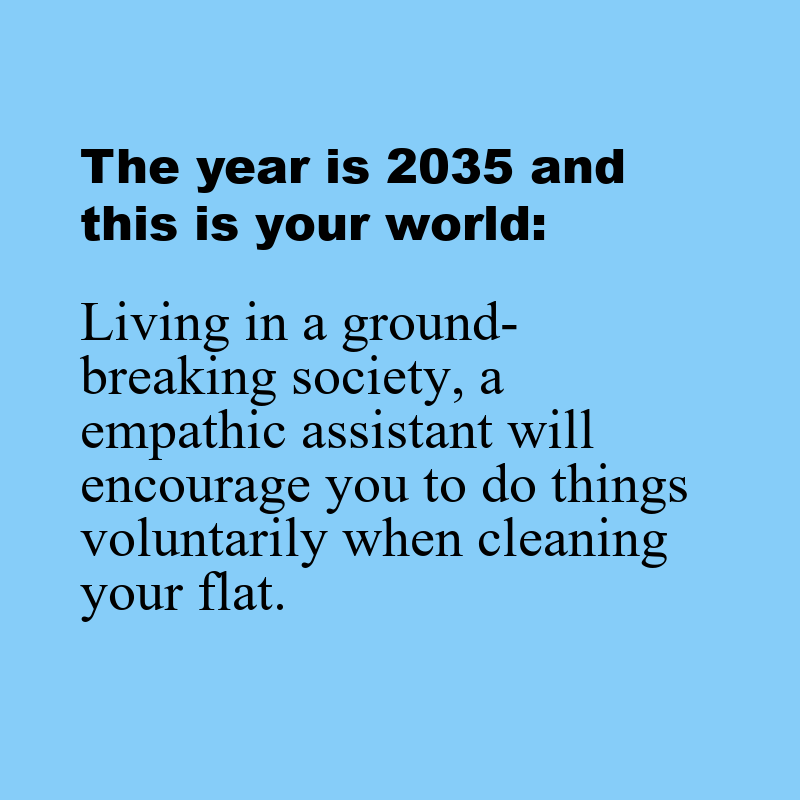 The year is 2035 and
this is your world:
Living in a ground-
breaking society, a
empathic assistant will
encourage you to do things
voluntarily when cleaning
your flat.